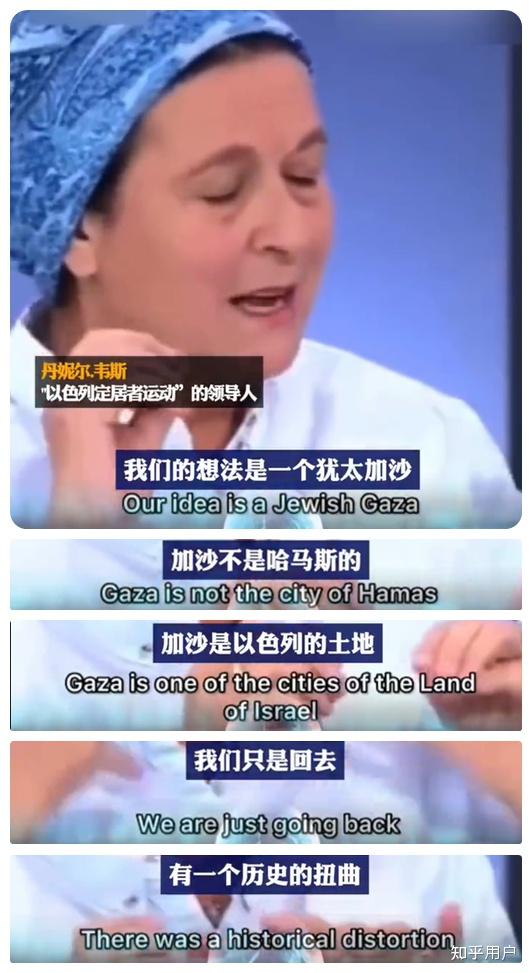 丹妮尔.韦斯
"以色列定居者运动”的领导人
我们的想法是一个犹太加沙
Our idea is a Jewish Gaza
加沙不是哈马斯的
Gaza is not the city of Hamas
加沙是以色列的土地
Gaza is one of the cities of the Land
of Israel
我们只是回去
We are just going back
有一个历史的扭曲
There was a historical distortion
知乎用户